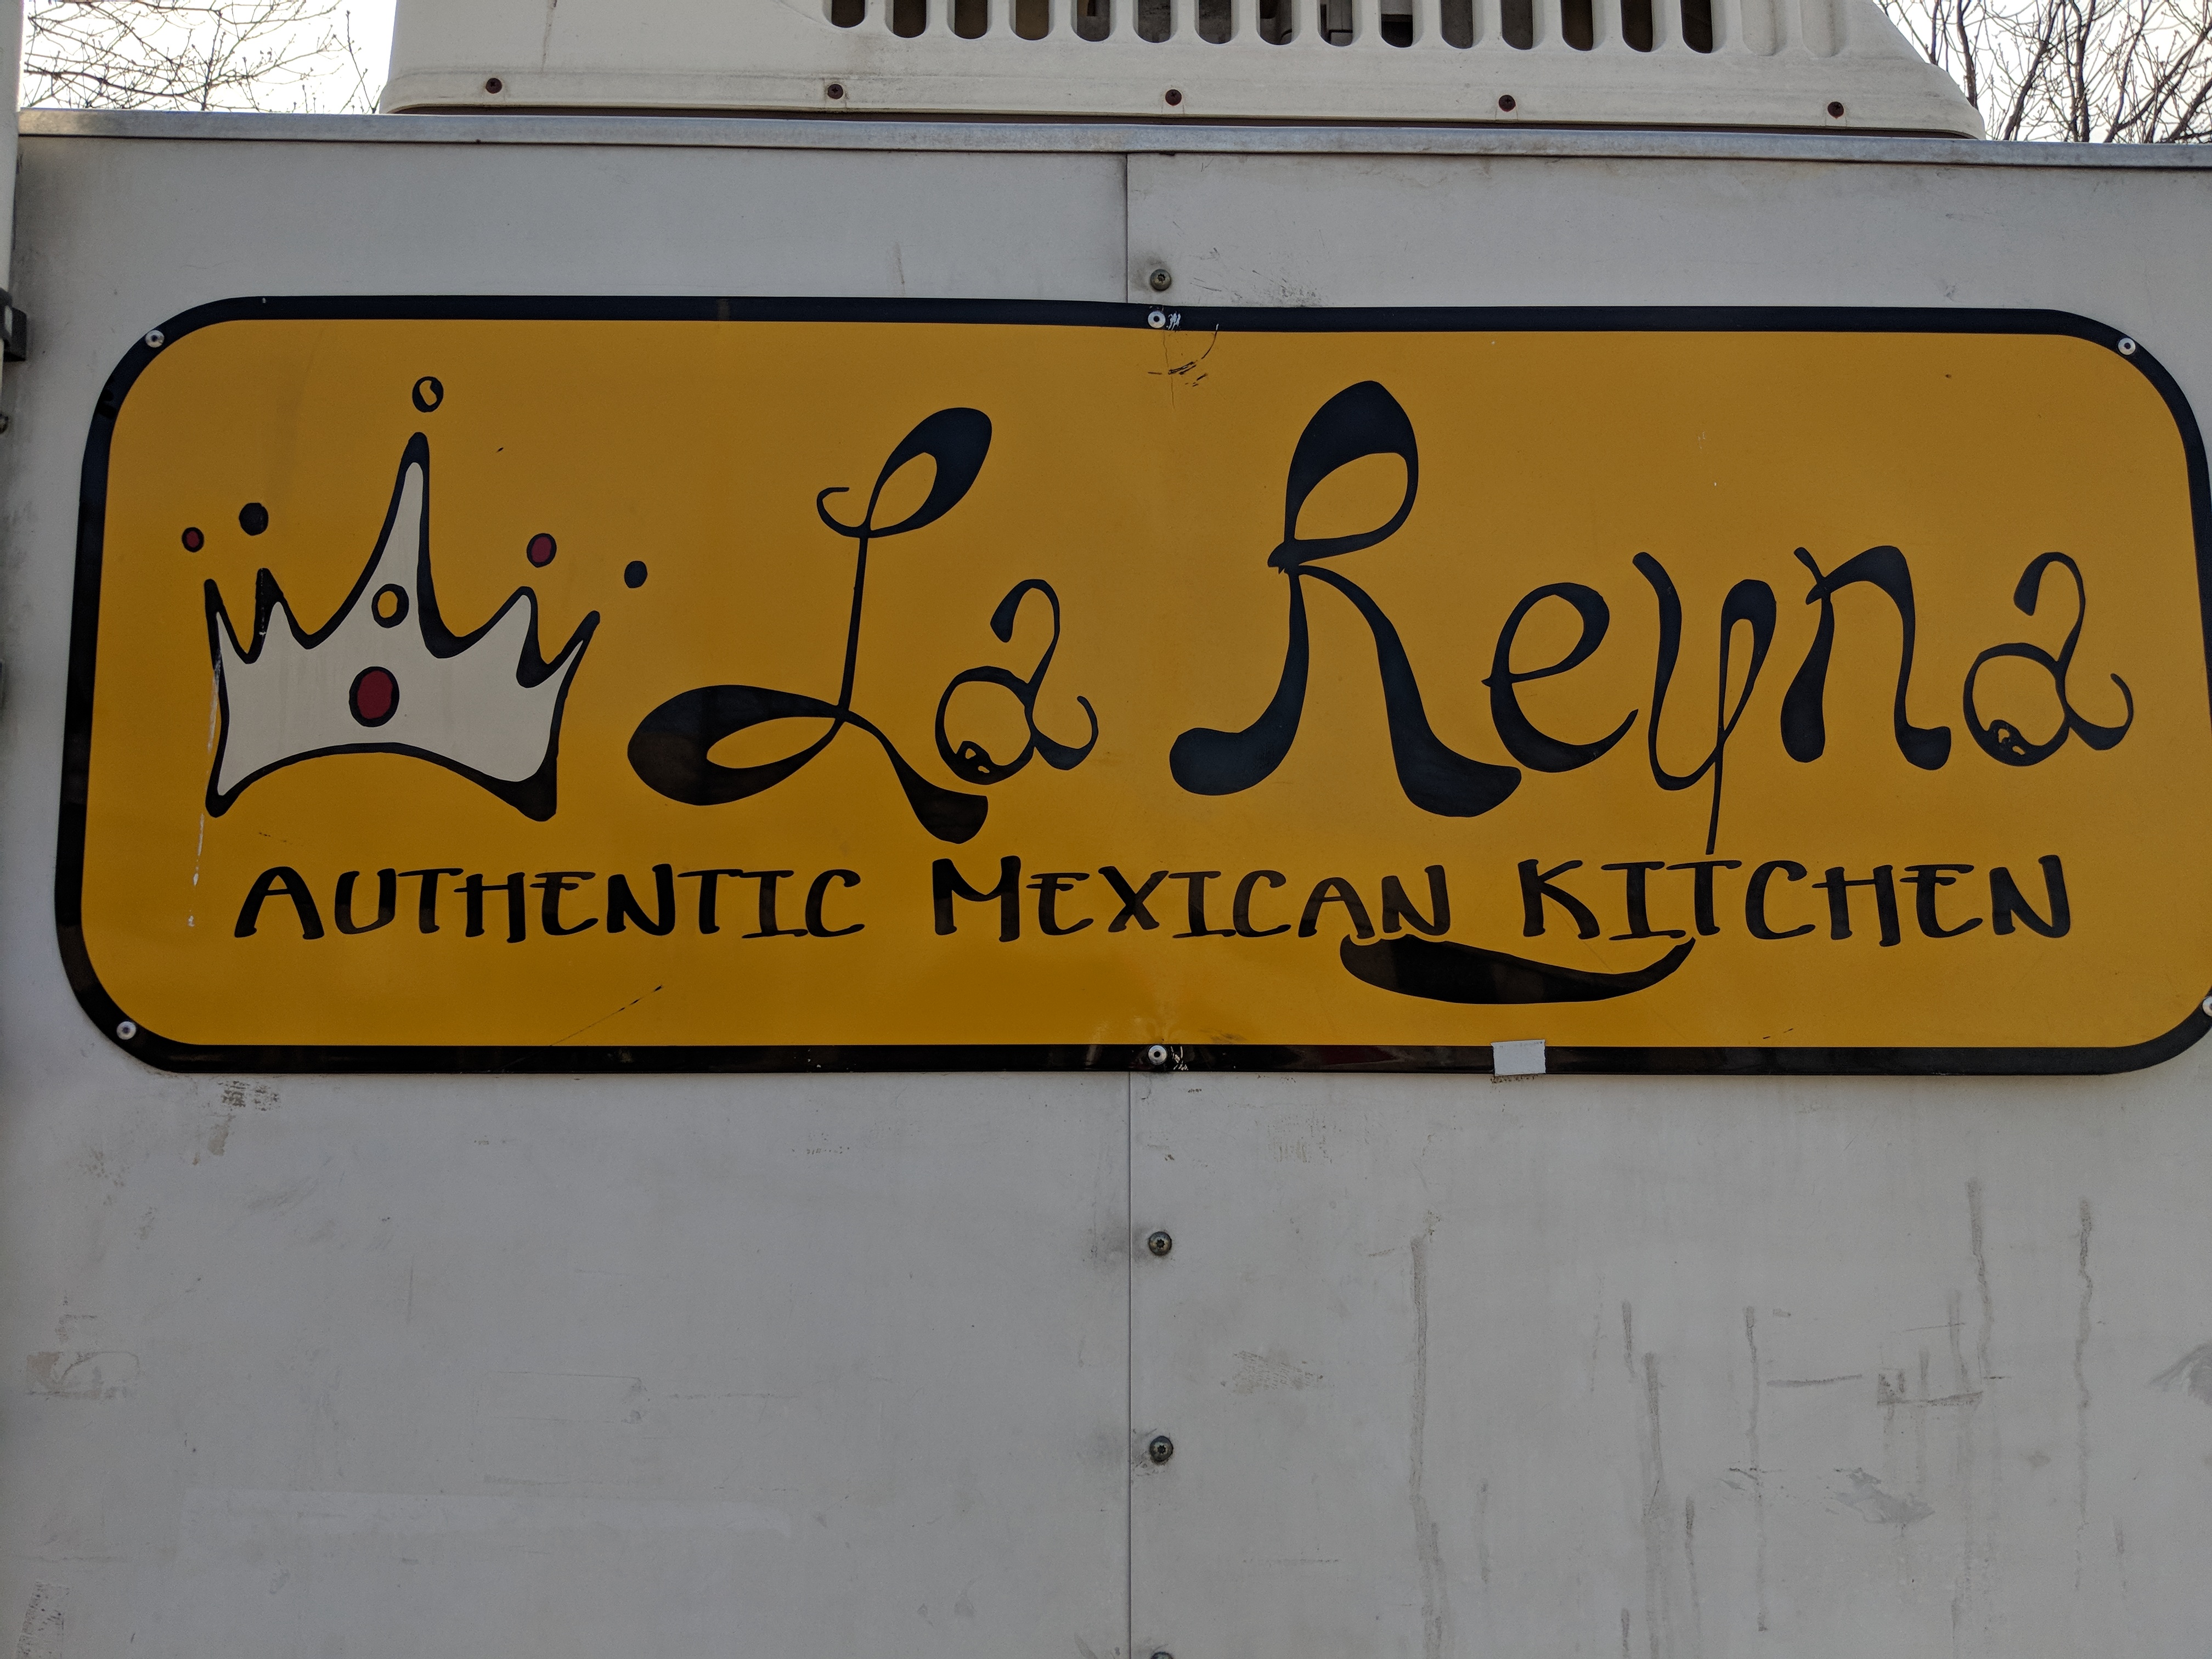 La Reyna
AUTHENTIC MEXICAN KITCHEN